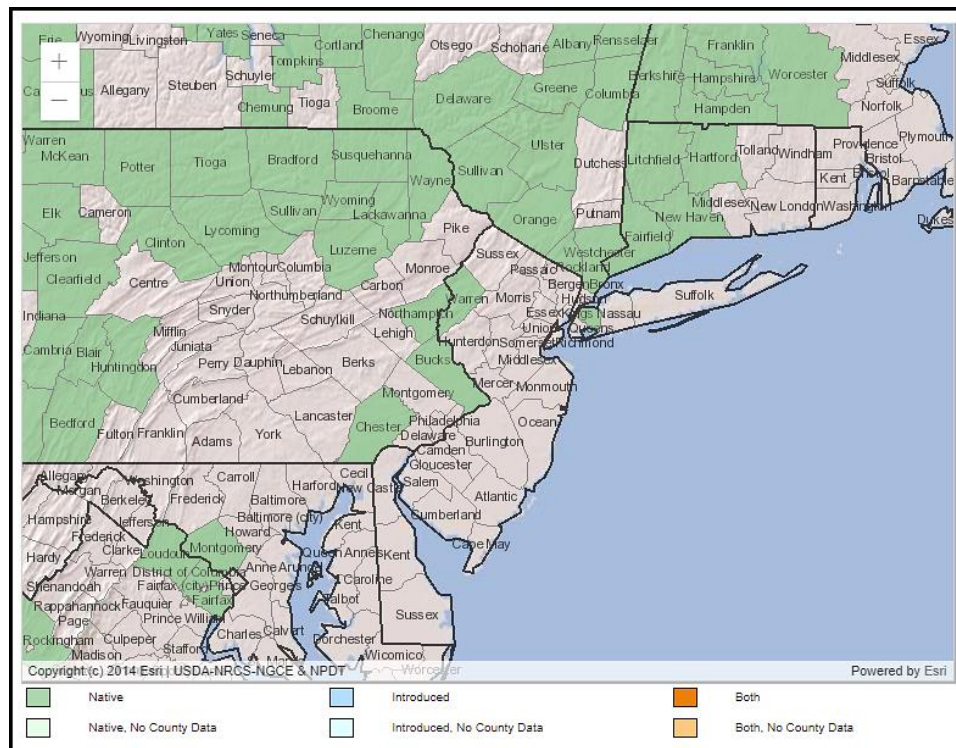 Erie Wyoming Livingston Yates Seneca Cortland Chenango Otsego Schoharie Albany Rensselaer Franklin Middlesex Essex
+
Tompkins
Allegany Steuben Schuyler Berkshire Hampshire Worcester Suffolk
−
Chemung Tioga Broome Delaware Greene Columbia Hampden Norfolk
Warren
McKean Potter Tioga Bradford Susquehanna Wayne Sullivan Ulster Dutchess Litchfield Hartford Tolland Windham Providence Plymouth
Bristol
Kent Bristol Barnstable
Elk Cameron Sullivan Wyoming Lackawanna Orange Putnam New Haven Middlesex New London Washington Dukes
Lycoming
Jefferson Clinton Luzerne Pike Sussex Westchester Fairfield
Clearfield Centre Montour Columbia Monroe Passaic Rockland
Union Carbon Warren Morris Bergen Bronx
Indiana Snyder Northumberland Northampton Essex Hudson Kings Nassau Suffolk
Schuylkill Lehigh Hunterdon Union Queens
Cambria Blair Mifflin Juniata Somerset Richmond
Huntingdon Perry Dauphin Lebanon Berks Bucks Middlesex
Cumberland Montgomery Mercer Monmouth
Bedford Lancaster Philadelphia Ocean
Fulton Franklin Adams York Chester Delaware Camden Burlington
Gloucester
Allegany Washington Carroll Cecil New Castle Salem Atlantic
Morgan Berkeley Frederick Harford
Baltimore
Hampshire Jefferson Baltimore (city) Kent Cumberland
Frederick Howard
Hardy Clarke Loudoun Montgomery Queen Annes Kent Cape May
Warren District of Columbia Anne Arundel
Shenandoah Fairfax (city) Prince Georges Caroline
Rappahannock Fauquier Fairfax Talbot
Page Prince William Sussex
Rockingham Culpeper Stafford Charles Calvert Dorchester
Madison Wicomico
Worcester
Copyright (c) 2014 Esri | USDA-NRCS-NGCE & NPDT Powered by Esri
Native Introduced Both
Native, No County Data Introduced, No County Data Both, No County Data